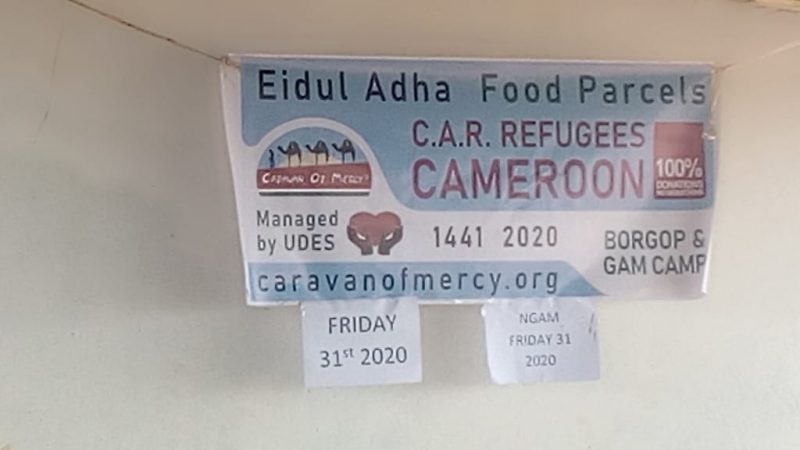 Eidul Adha Food Parcels
C.A.R. REFUGEES
CAMEROON
100%
DONATIONS
CARAVAN OF MERCY
Managed
by UDES
1441 2020
BORGOP &
GAM CAMP
caravanofmercy.org
FRIDAY
31st 2020
NGAM
FRIDAY 31
2020